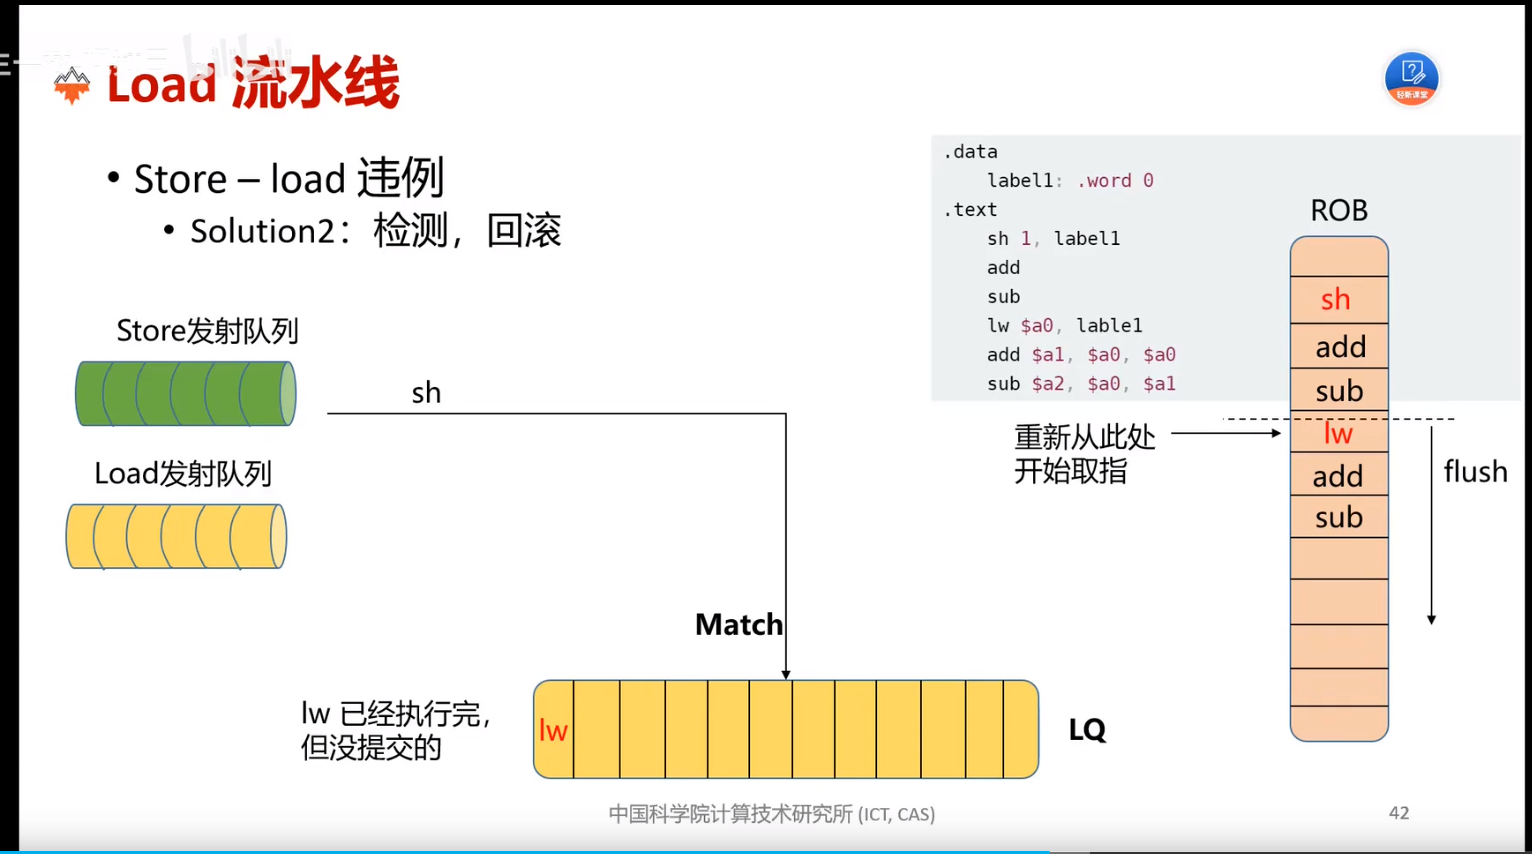 Load 流水线
轻新课堂
• Store – load 违例
• Solution2：检测，回滚
.data
label1: .word 0
.text
sh 1, label1
add
sub
lw $a0, lable1
add $a1, $a0, $a0
sub $a2, $a0, $a1
ROB
sh
add
sub
lw
add
sub
重新从此处
开始取指
flush
Store发射队列
sh
Load发射队列
Match
lw 已经执行完，
但没提交的
lw
LQ
中国科学院计算技术研究所 (ICT, CAS)
42